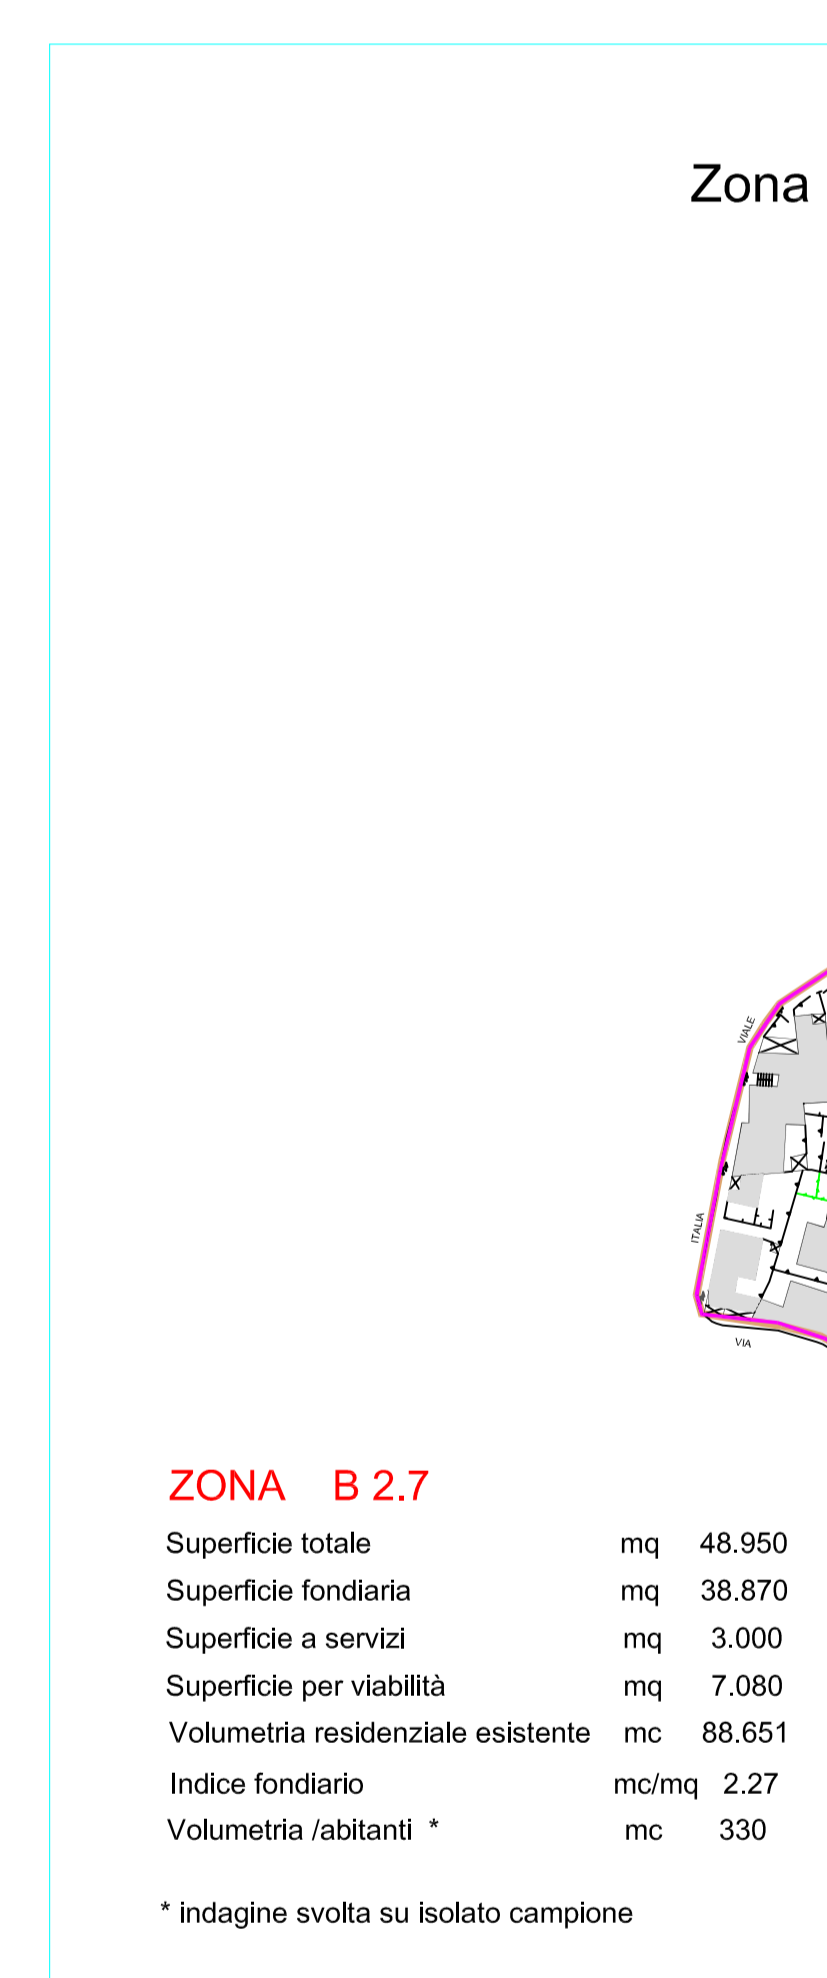 Zona
VIALE
ITALIA
VIA
ZONA B 2.7
Superficie totale mq 48.950
Superficie fondiaria mq 38.870
Superficie a servizi mq 3.000
Superficie per viabilità mq 7.080
Volumetria residenziale esistente mc 88.651
Indice fondiario mc/mq 2.27
Volumetria /abitanti * mc 330
* indagine svolta su isolato campione